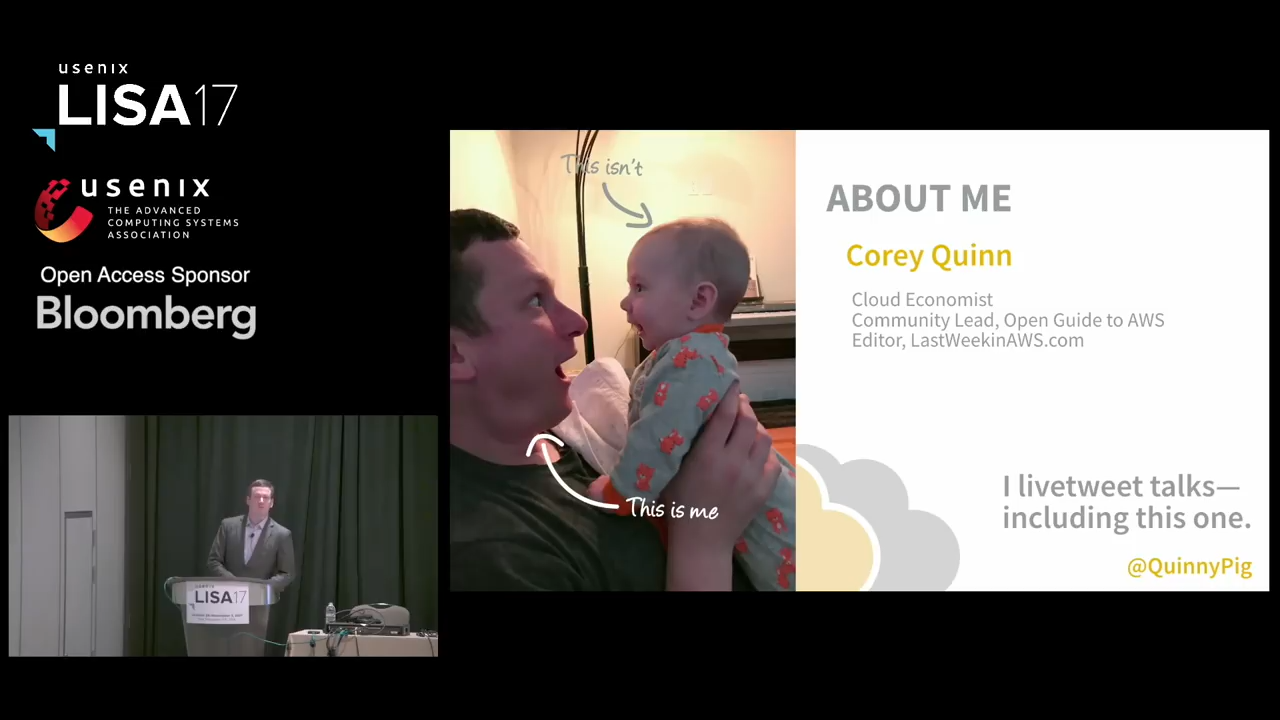 usenix
LISA17
usenix
THE ADVANCED
COMPUTING SYSTEMS
ASSOCIATION
Open Access Sponsor
Bloomberg
This isn't
This is me
ABOUT ME
Corey Quinn
Cloud Economist
Community Lead, Open Guide to AWS
Editor, LastWeekinAWS.com
I livetweet talks—
including this one.
@QuinnyPig
usenix
LISA17